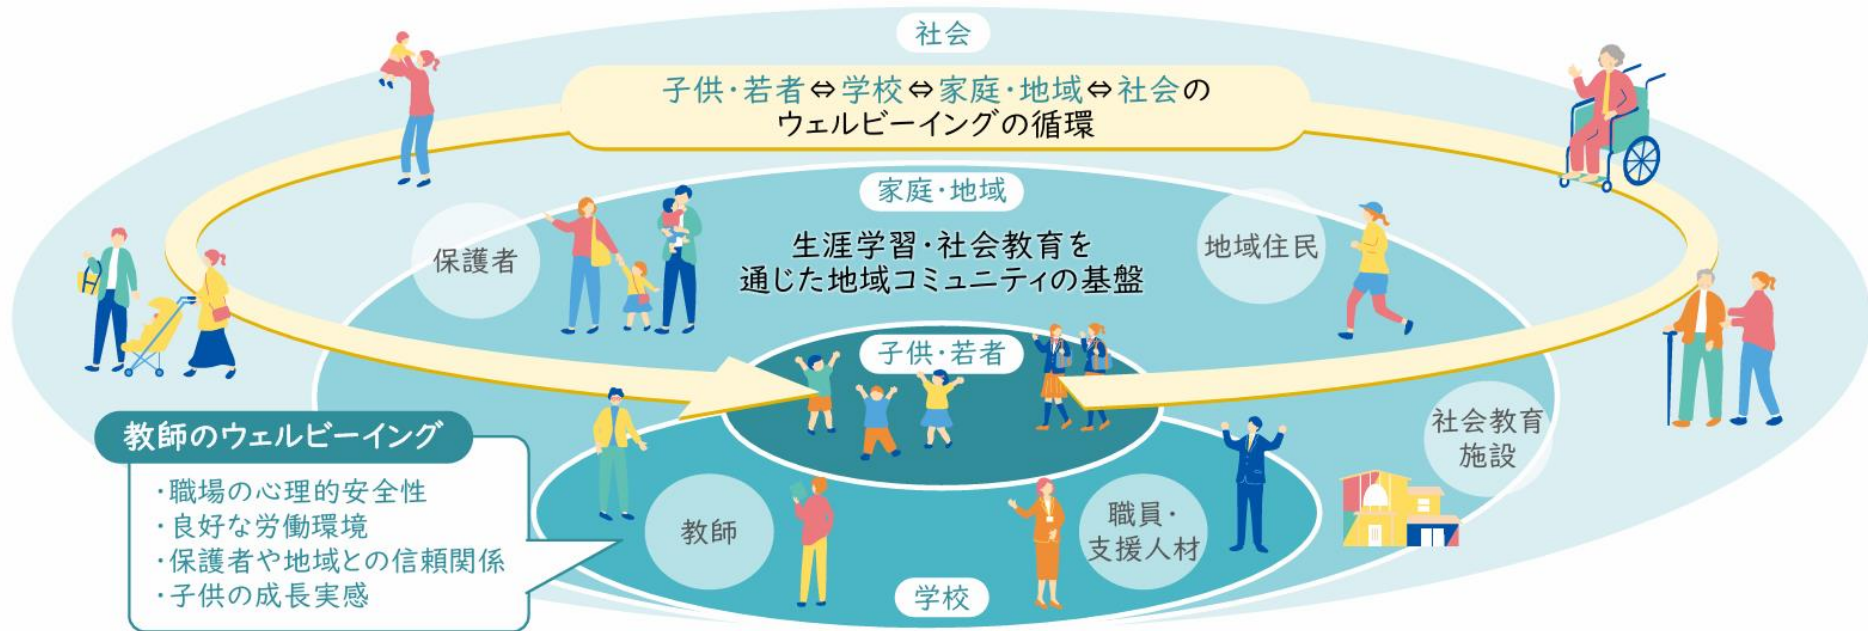 社会
子供・若者⇔学校⇔家庭・地域⇔社会の
ウェルビーイングの循環
家庭・地域
保護者
生涯学習・社会教育を
通じた地域コミュニティの基盤
地域住民
子供・若者
社会教育
施設
教師のウェルビーイング
・職場の心理的安全性
・良好な労働環境
・保護者や地域との信頼関係
・子供の成長実感
教師
職員・
支援人材
学校